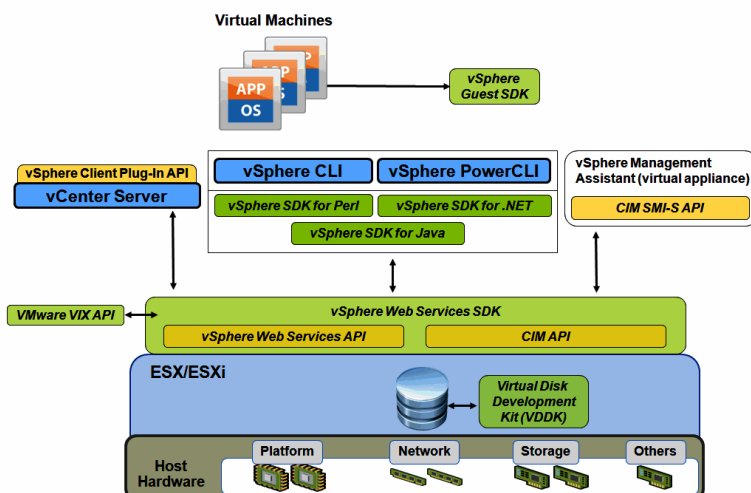 Virtual Machines
APP
OS
APP
APP
vSphere
Guest SDK
vSphere Client Plug-In API
vCenter Server
vSphere CLI
vSphere PowerCLI
vSphere SDK for Perl
vSphere SDK for .NET
vSphere SDK for Java
vSphere Management
Assistant (virtual appliance)
CIM SMI-S API
VMware VIX API
vSphere Web Services SDK
vSphere Web Services API
CIM API
ESX/ESXi
Virtual Disk
Development
Kit (VDDK)
Host
Hardware
Platform
Network
Storage
Others